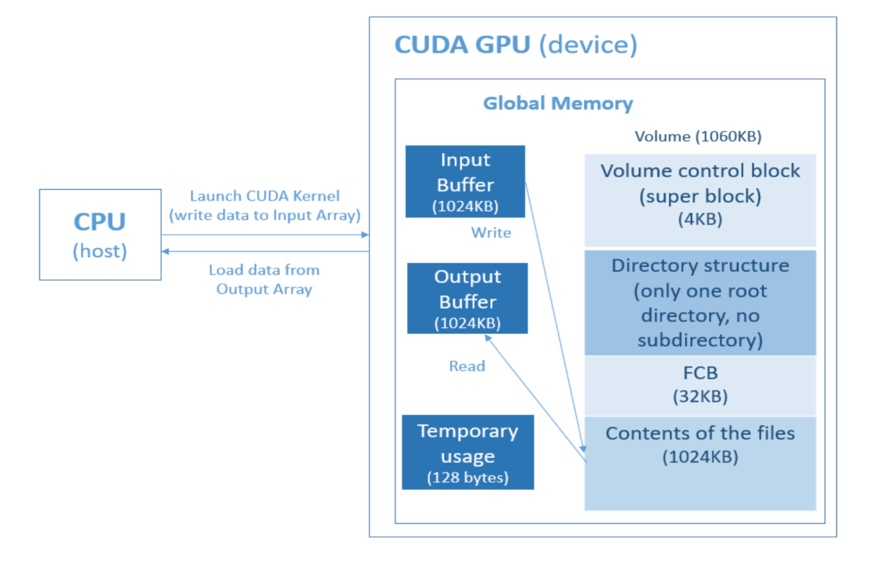 CUDA GPU (device)
Global Memory
Volume (1060KB)
Input
Buffer
(1024KB)
Write
Volume control block
(super block)
(4KB)
Launch CUDA Kernel
(write data to Input Array)
CPU
(host)
Load data from
Output Array
Output
Buffer
(1024KB)
Read
Directory structure
(only one root
directory, no
subdirectory)
FCB
(32KB)
Temporary
usage
(128 bytes)
Contents of the files
(1024KB)